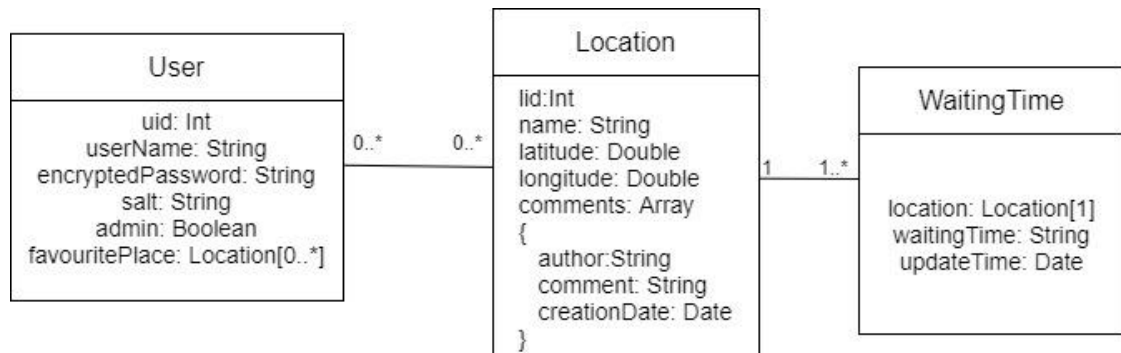 User
uid: Int
userName: String
encryptedPassword: String
salt: String
admin: Boolean
favouritePlace: Location[0..*]
0..*
0..*
Location
lid:Int
name: String
latitude: Double
longitude: Double
comments: Array
{
author:String
comment: String
creationDate: Date
}
1
1..*
WaitingTime
location: Location[1]
waitingTime: String
updateTime: Date